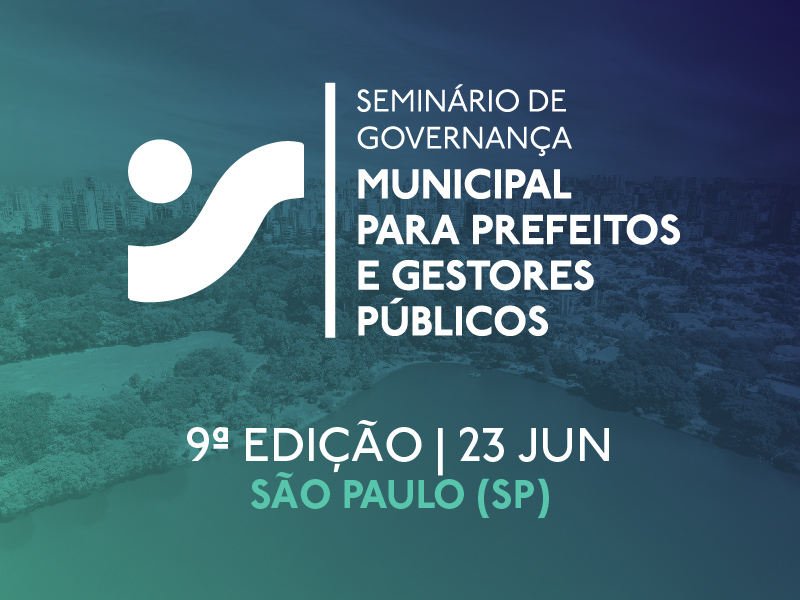 SEMINÁRIO DE
GOVERNANÇA
MUNICIPAL
PARA PREFEITOS
E GESTORES
PÚBLICOS
9ª EDIÇÃO | 23 JUN
SÃO PAULO (SP)